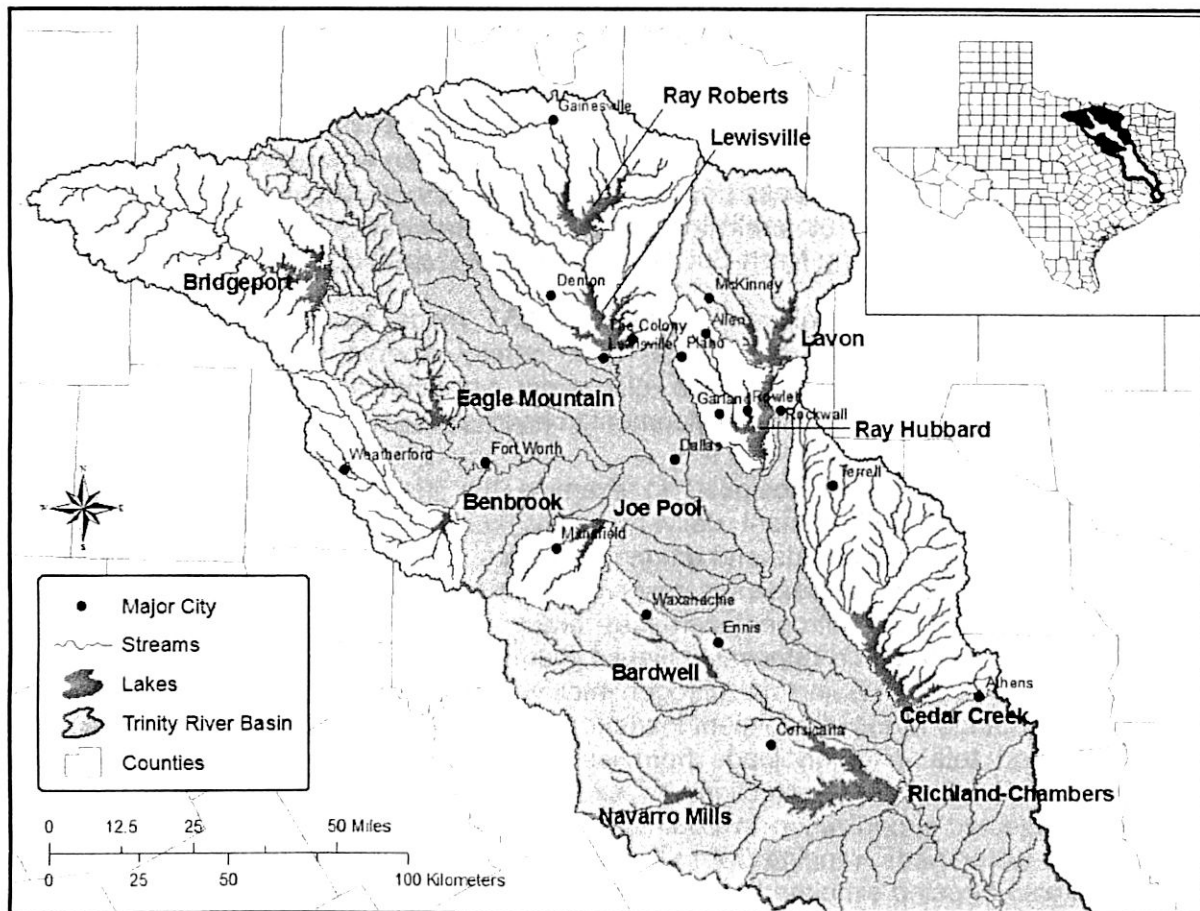 Gainesville
Ray Roberts
Lewisville
Bridgeport
Denton
McKinney
The Colony
Allen
Lewisville
Plano
Lavon
Eagle Mountain
Garland
Rowlett
Rockwall
Ray Hubbard
Weatherford
Fort Worth
Dallas
Terrell
Benbrook
Joe Pool
Mansfield
Waxahachie
Ennis
Bardwell
Athens
Cedar Creek
Corsicana
Richland-Chambers
Navarro Mills
N
S
Major City
Streams
Lakes
Trinity River Basin
Counties
0 12.5 25 50 Miles
0 25 50 100 Kilometers